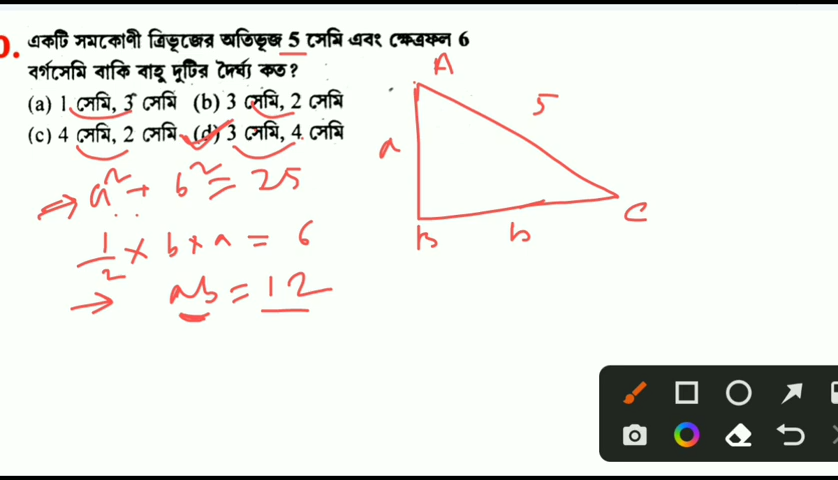 0. একটি সমকোণী ত্রিভূজের অতিভূজ 5 সেমি এবং ক্ষেত্রফল 6
বর্গসেমি বাকি বাহু দুটির দৈর্ঘ্য কত?
(a) 1 সেমি, 3 সেমি (b) 3 সেমি, 2 সেমি
(c) 4 সেমি, 2 সেমি (d) 3 সেমি, 4 সেমি
⇒ a² + b² = 25
1/2 × b × a = 6
→ ab = 12
A
5
a
B
b
C